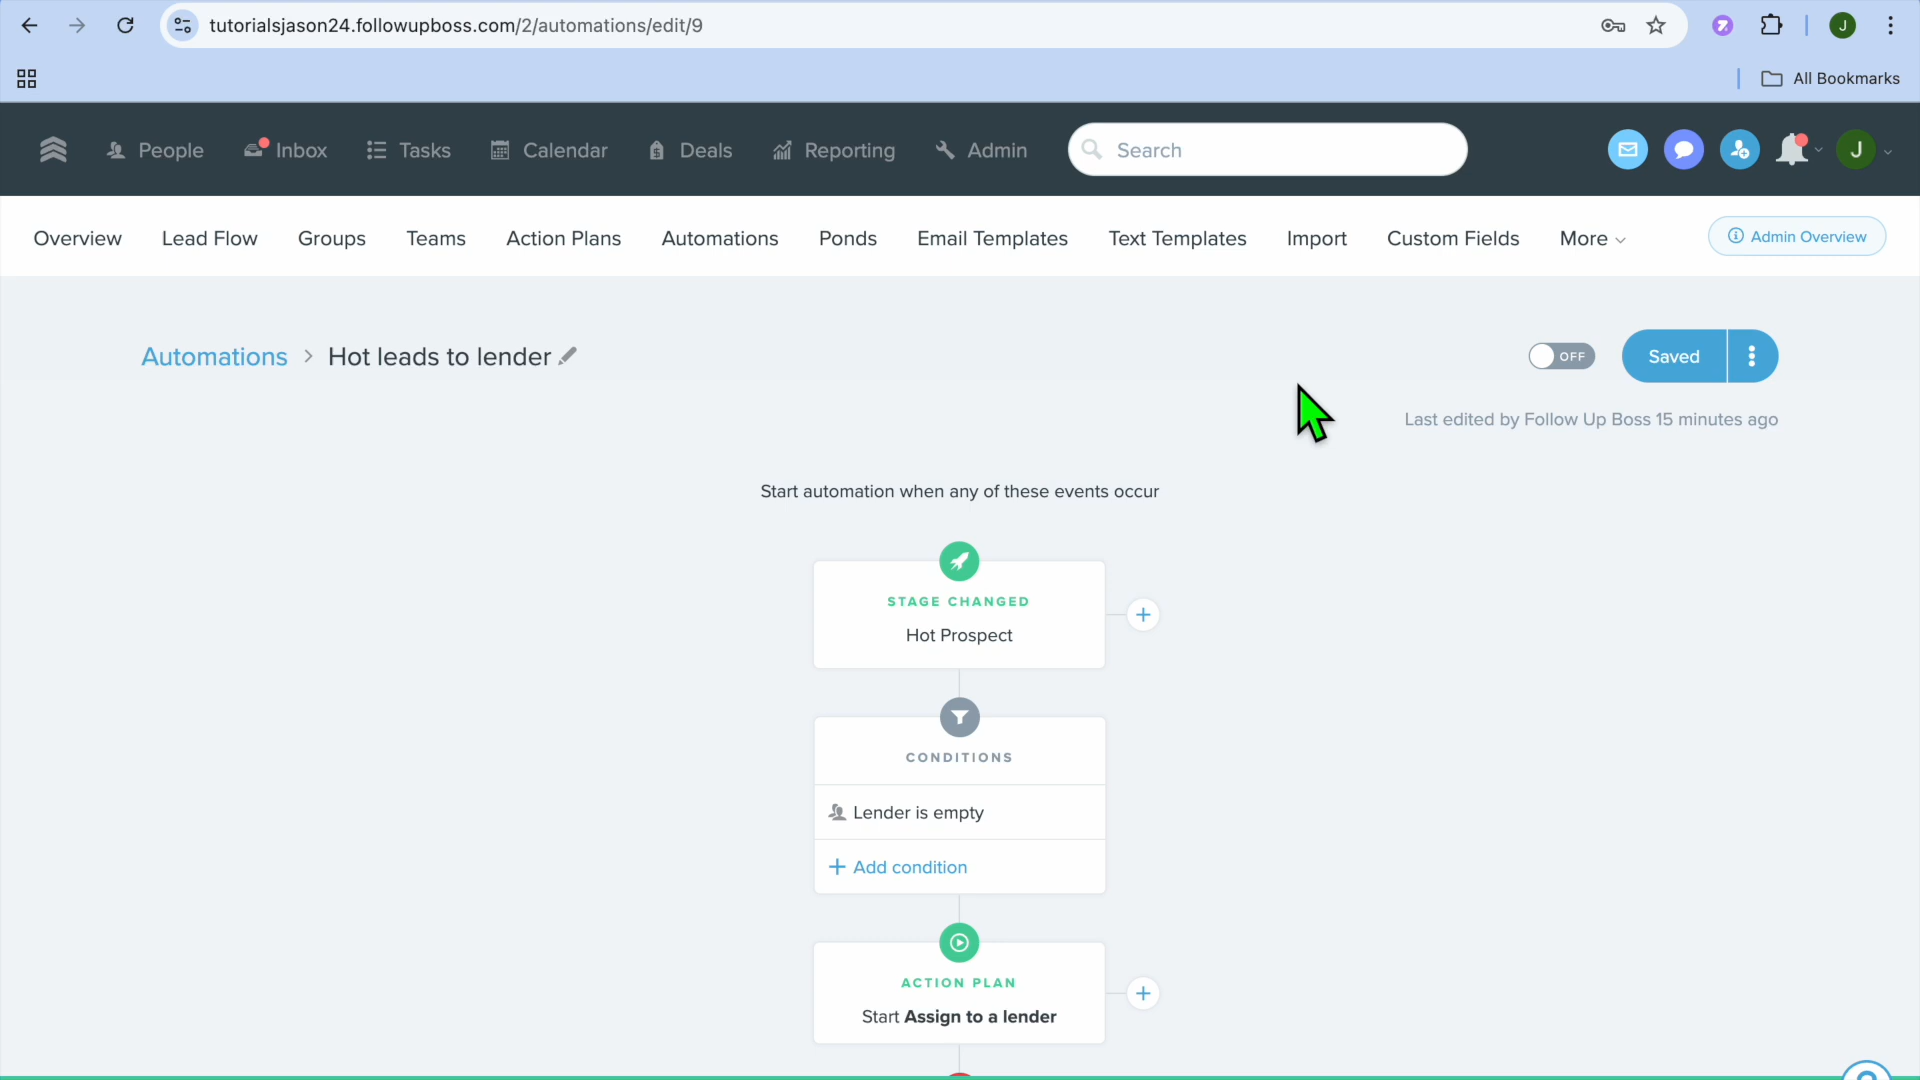 tutorialsjason24.followupboss.com/2/automations/edit/9
J
All Bookmarks
People Inbox Tasks Calendar Deals Reporting Admin Search J
Overview Lead Flow Groups Teams Action Plans Automations Ponds Email Templates Text Templates Import Custom Fields More Admin Overview
Automations > Hot leads to lender OFF Saved
Last edited by Follow Up Boss 15 minutes ago
Start automation when any of these events occur
STAGE CHANGED
Hot Prospect
CONDITIONS
Lender is empty
+ Add condition
ACTION PLAN
Start Assign to a lender